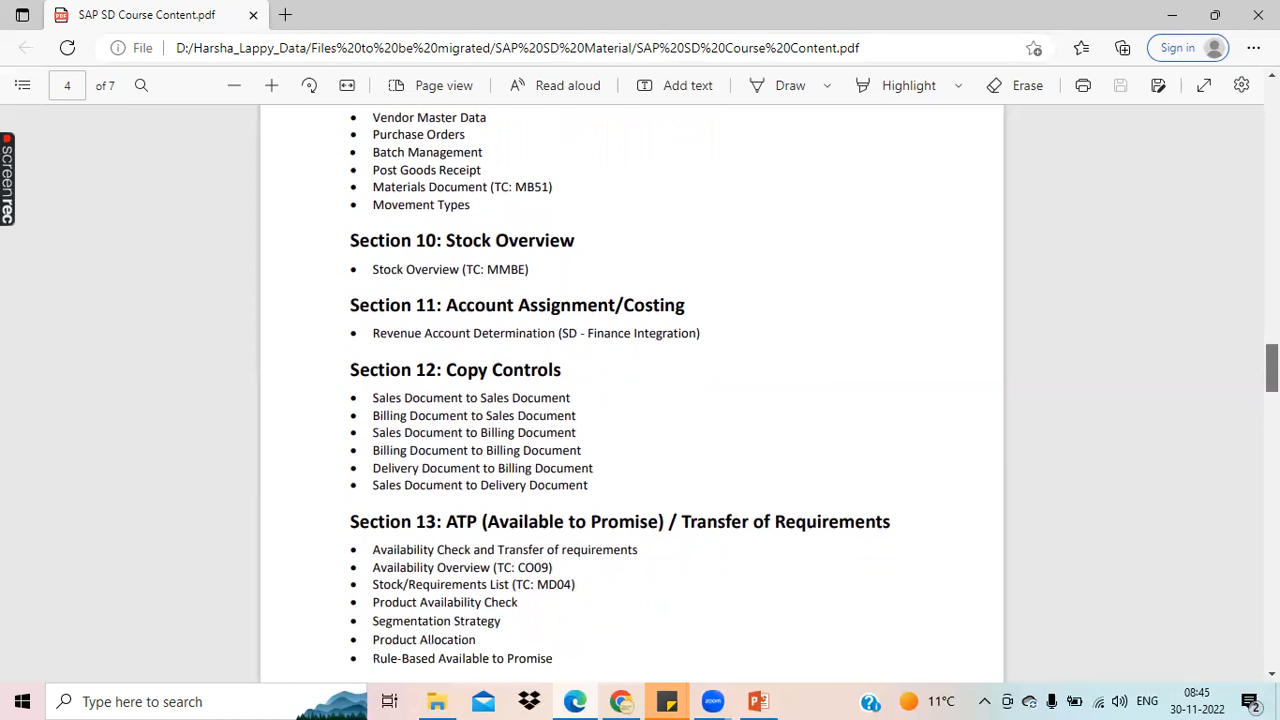 SAP SD Course Content.pdf
File
D:/Harsha_Lappy_Data/Files%20to%20be%20migrated/SAP%20SD%20Material/SAP%20SD%20Course%20Content.pdf
Sign in
4 of 7
Page view
Read aloud
Add text
Draw
Highlight
Erase
screenrec
• Vendor Master Data
• Purchase Orders
• Batch Management
• Post Goods Receipt
• Materials Document (TC: MB51)
• Movement Types
Section 10: Stock Overview
• Stock Overview (TC: MMBE)
Section 11: Account Assignment/Costing
• Revenue Account Determination (SD - Finance Integration)
Section 12: Copy Controls
• Sales Document to Sales Document
• Billing Document to Sales Document
• Sales Document to Billing Document
• Billing Document to Billing Document
• Delivery Document to Billing Document
• Sales Document to Delivery Document
Section 13: ATP (Available to Promise) / Transfer of Requirements
• Availability Check and Transfer of requirements
• Availability Overview (TC: CO09)
• Stock/Requirements List (TC: MD04)
• Product Availability Check
• Segmentation Strategy
• Product Allocation
• Rule-Based Available to Promise
Type here to search
11°C
ENG
08:45
30-11-2022
2